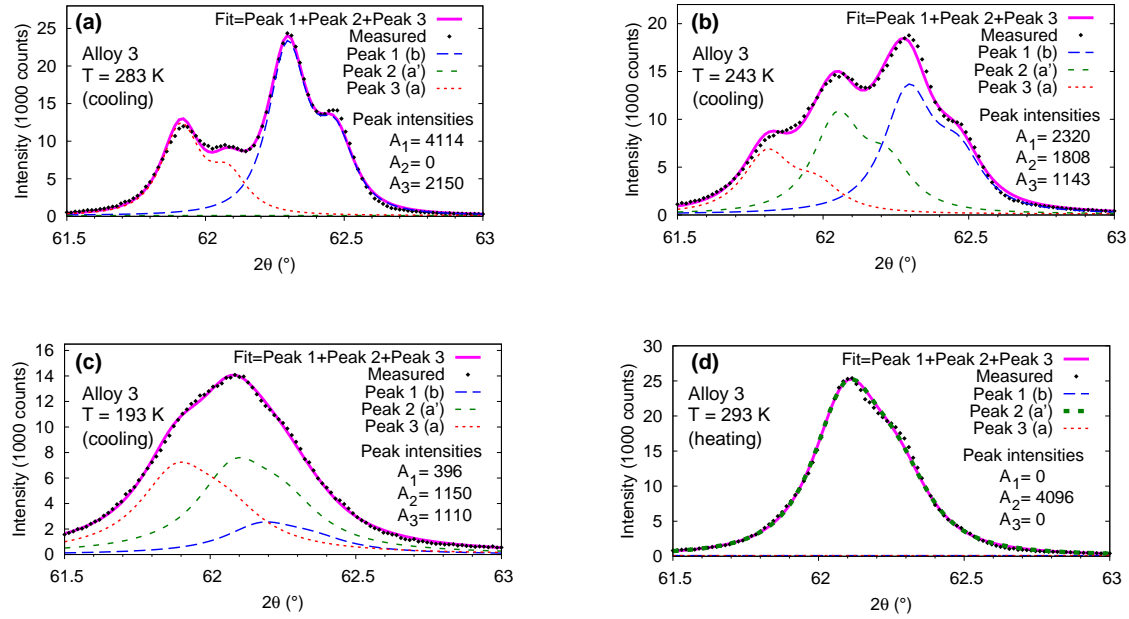 (a)
Fit=Peak 1+Peak 2+Peak 3
Measured
Peak 1 (b)
Peak 2 (a')
Peak 3 (a)
Alloy 3
T = 283 K
(cooling)
Peak intensities
A1= 4114
A2= 0
A3= 2150
Intensity (1000 counts)
0
5
10
15
20
25
61.5
62
62.5
63
2θ (°)
(b)
Fit=Peak 1+Peak 2+Peak 3
Measured
Peak 1 (b)
Peak 2 (a')
Peak 3 (a)
Alloy 3
T = 243 K
(cooling)
Peak intensities
A1= 2320
A2= 1808
A3= 1143
Intensity (1000 counts)
0
5
10
15
20
61.5
62
62.5
63
2θ (°)
(c)
Fit=Peak 1+Peak 2+Peak 3
Measured
Peak 1 (b)
Peak 2 (a')
Peak 3 (a)
Alloy 3
T = 193 K
(cooling)
Peak intensities
A1= 396
A2= 1150
A3= 1110
Intensity (1000 counts)
0
2
4
6
8
10
12
14
16
61.5
62
62.5
63
2θ (°)
(d)
Fit=Peak 1+Peak 2+Peak 3
Measured
Peak 1 (b)
Peak 2 (a')
Peak 3 (a)
Alloy 3
T = 293 K
(heating)
Peak intensities
A1= 0
A2= 4096
A3= 0
Intensity (1000 counts)
0
5
10
15
20
25
30
61.5
62
62.5
63
2θ (°)